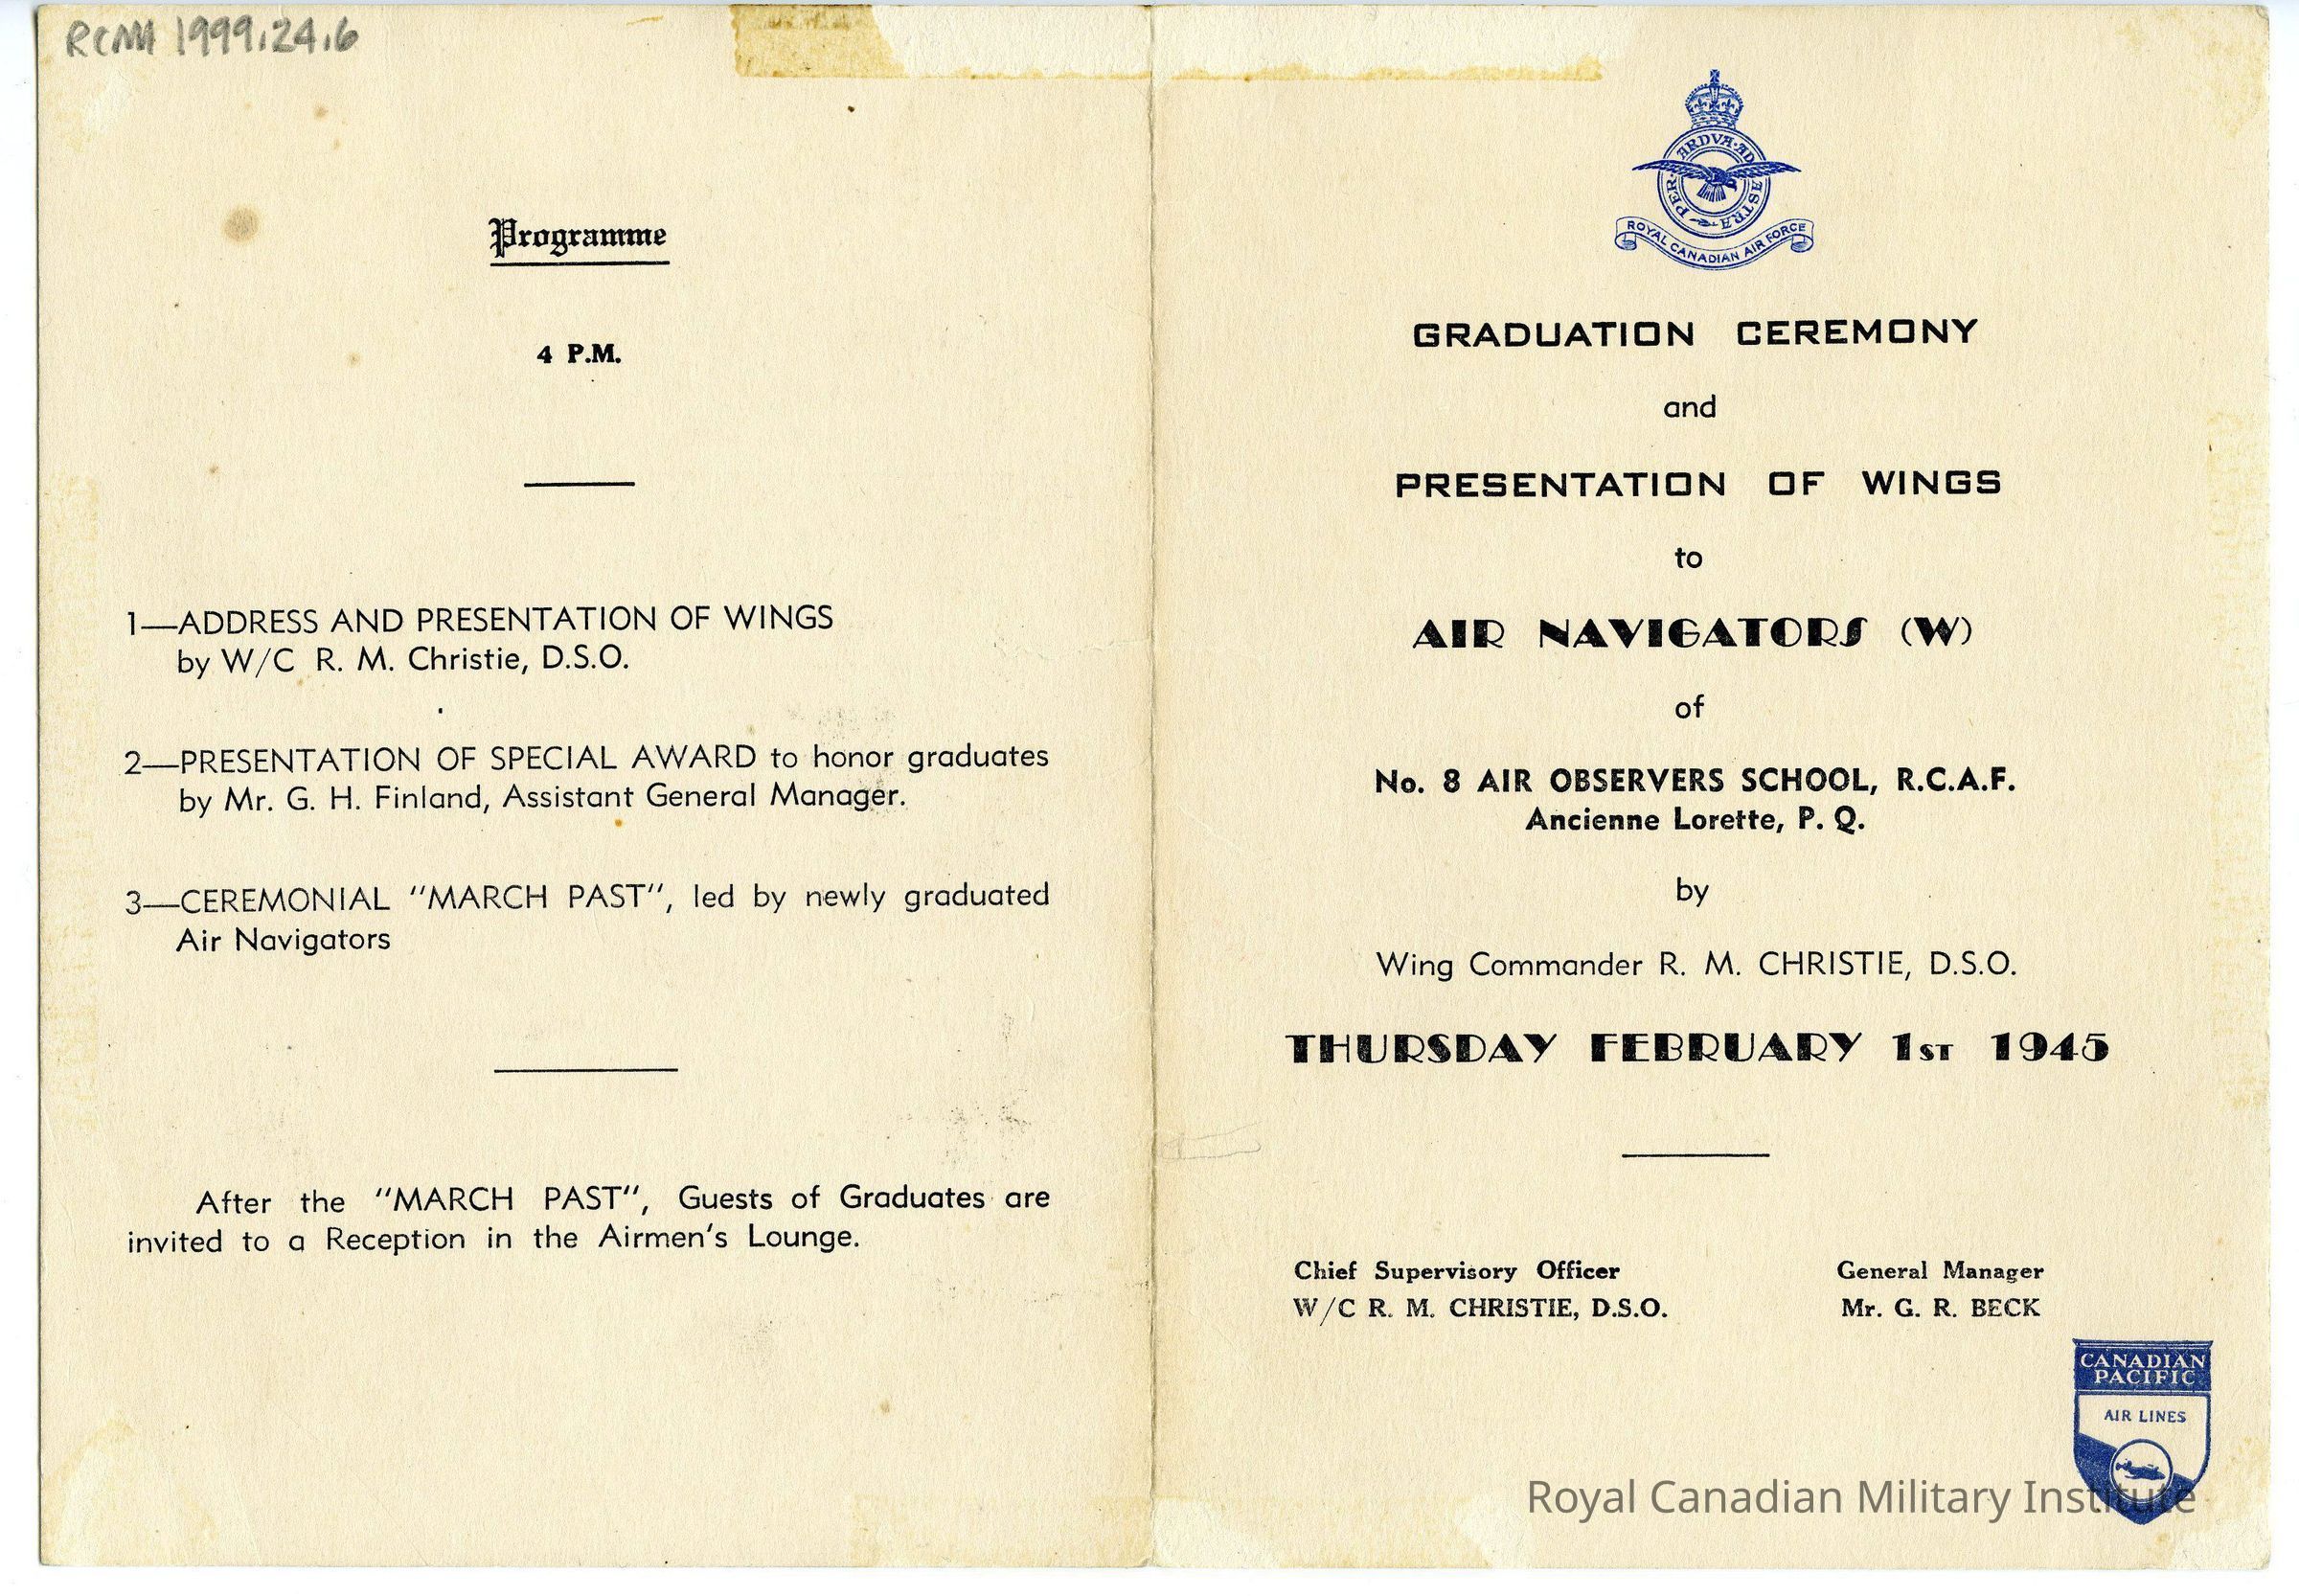 RCMI 1999.24.6
Programme
4 P.M.
1—ADDRESS AND PRESENTATION OF WINGS
by W/C R. M. Christie, D.S.O.
2—PRESENTATION OF SPECIAL AWARD to honor graduates
by Mr. G. H. Finland, Assistant General Manager.
3—CEREMONIAL "MARCH PAST", led by newly graduated
Air Navigators
After the "MARCH PAST", Guests of Graduates are
invited to a Reception in the Airmen's Lounge.
PER ARDVA AD ASTRA
ROYAL CANADIAN AIR FORCE
GRADUATION CEREMONY
and
PRESENTATION OF WINGS
to
AIR NAVIGATORS (W)
of
No. 8 AIR OBSERVERS SCHOOL, R.C.A.F.
Ancienne Lorette, P. Q.
by
Wing Commander R. M. CHRISTIE, D.S.O.
THURSDAY FEBRUARY 1ST 1945
Chief Supervisory Officer
W/C R. M. CHRISTIE, D.S.O.
General Manager
Mr. G. R. BECK
CANADIAN
PACIFIC
AIR LINES
Royal Canadian Military Institute